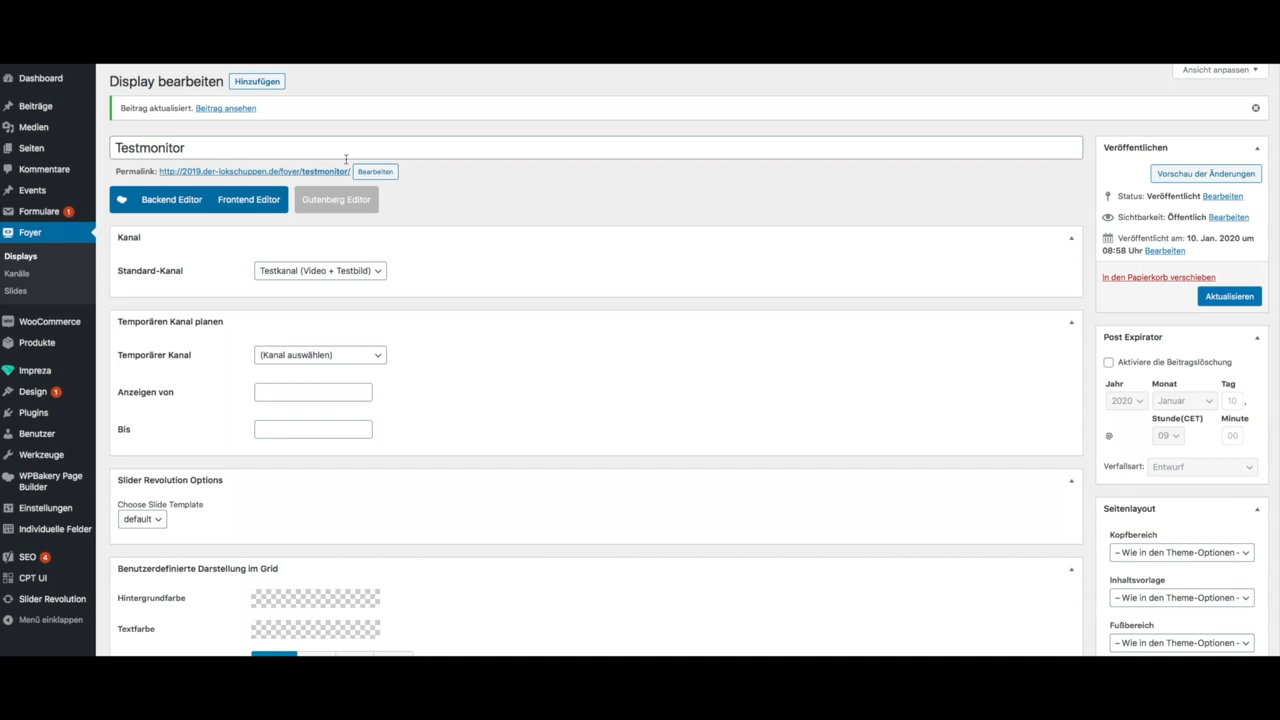 Dashboard
Beiträge
Medien
Seiten
Kommentare
Events
Formulare 1
Foyer
Displays
Kanäle
Slides
WooCommerce
Produkte
Impreza
Design 1
Plugins
Benutzer
Werkzeuge
WPBakery Page
Builder
Einstellungen
Individuelle Felder
SEO 4
CPT UI
Slider Revolution
Menü einklappen
Ansicht anpassen
Display bearbeiten Hinzufügen
Beitrag aktualisiert. Beitrag ansehen
Testmonitor
Permalink: http://2019.der-lokschuppen.de/foyer/testmonitor/ Bearbeiten
Backend Editor Frontend Editor Gutenberg Editor
Kanal
Standard-Kanal Testkanal (Video + Testbild)
Temporären Kanal planen
Temporärer Kanal (Kanal auswählen)
Anzeigen von
Bis
Slider Revolution Options
Choose Slide Template
default
Benutzerdefinierte Darstellung im Grid
Hintergrundfarbe
Textfarbe
Veröffentlichen
Vorschau der Änderungen
Status: Veröffentlicht Bearbeiten
Sichtbarkeit: Öffentlich Bearbeiten
Veröffentlicht am: 10. Jan. 2020 um
08:58 Uhr Bearbeiten
In den Papierkorb verschieben
Aktualisieren
Post Expirator
Aktiviere die Beitragslöschung
Jahr Monat Tag
2020 Januar 10 ,
Stunde(CET) Minute
@ 09 00
Verfallsart: Entwurf
Seitenlayout
Kopfbereich
– Wie in den Theme-Optionen -
Inhaltsvorlage
– Wie in den Theme-Optionen -
Fußbereich
– Wie in den Theme-Optionen -